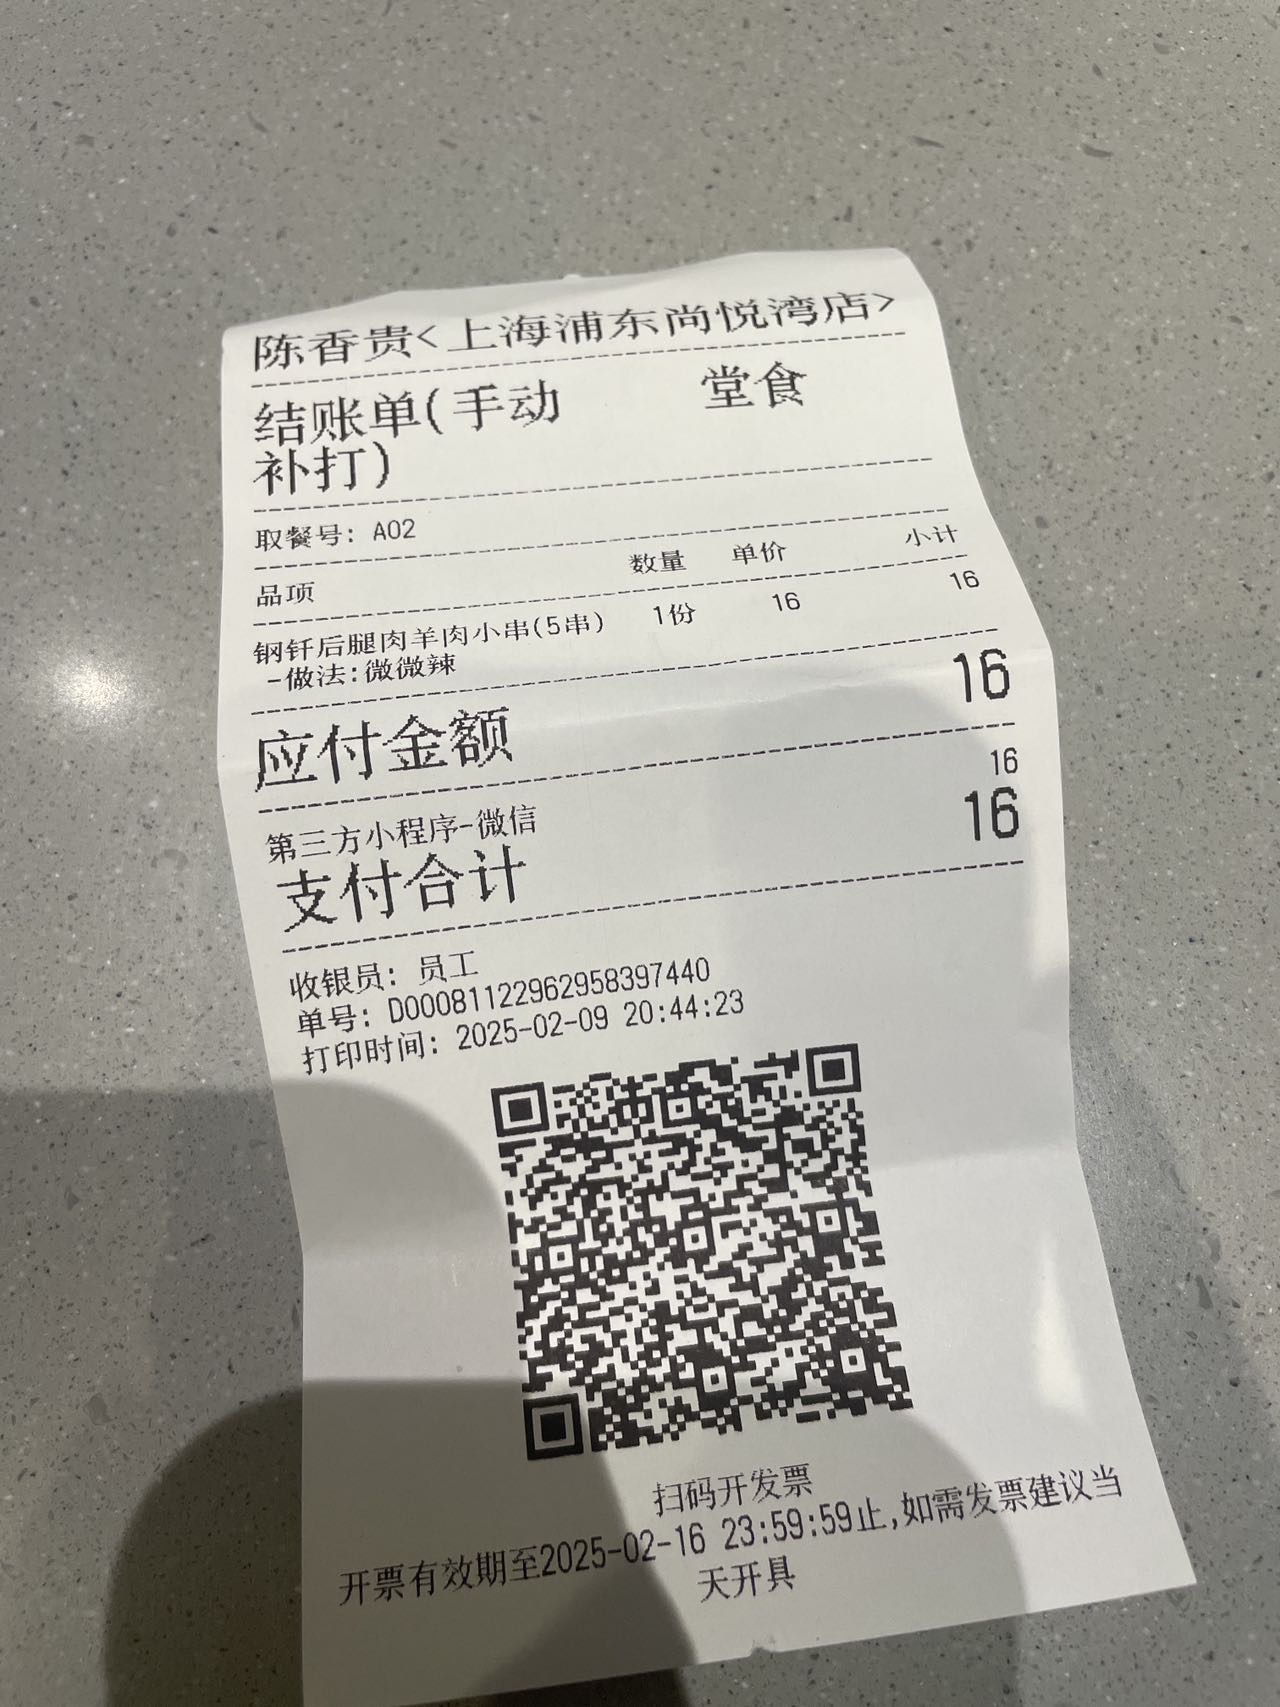 陈香贵<上海浦东尚悦湾店>
结账单(手动 堂食
补打)
取餐号: A02
品项 数量 单价 小计
钢钎后腿肉羊肉小串(5串) 1份 16 16
-做法:微微辣
应付金额 16
第三方小程序-微信 16
支付合计 16
收银员: 员工
单号: D00081122962958397440
打印时间: 2025-02-09 20:44:23
扫码开发票
开票有效期至2025-02-16 23:59:59止,如需发票建议当
天开具